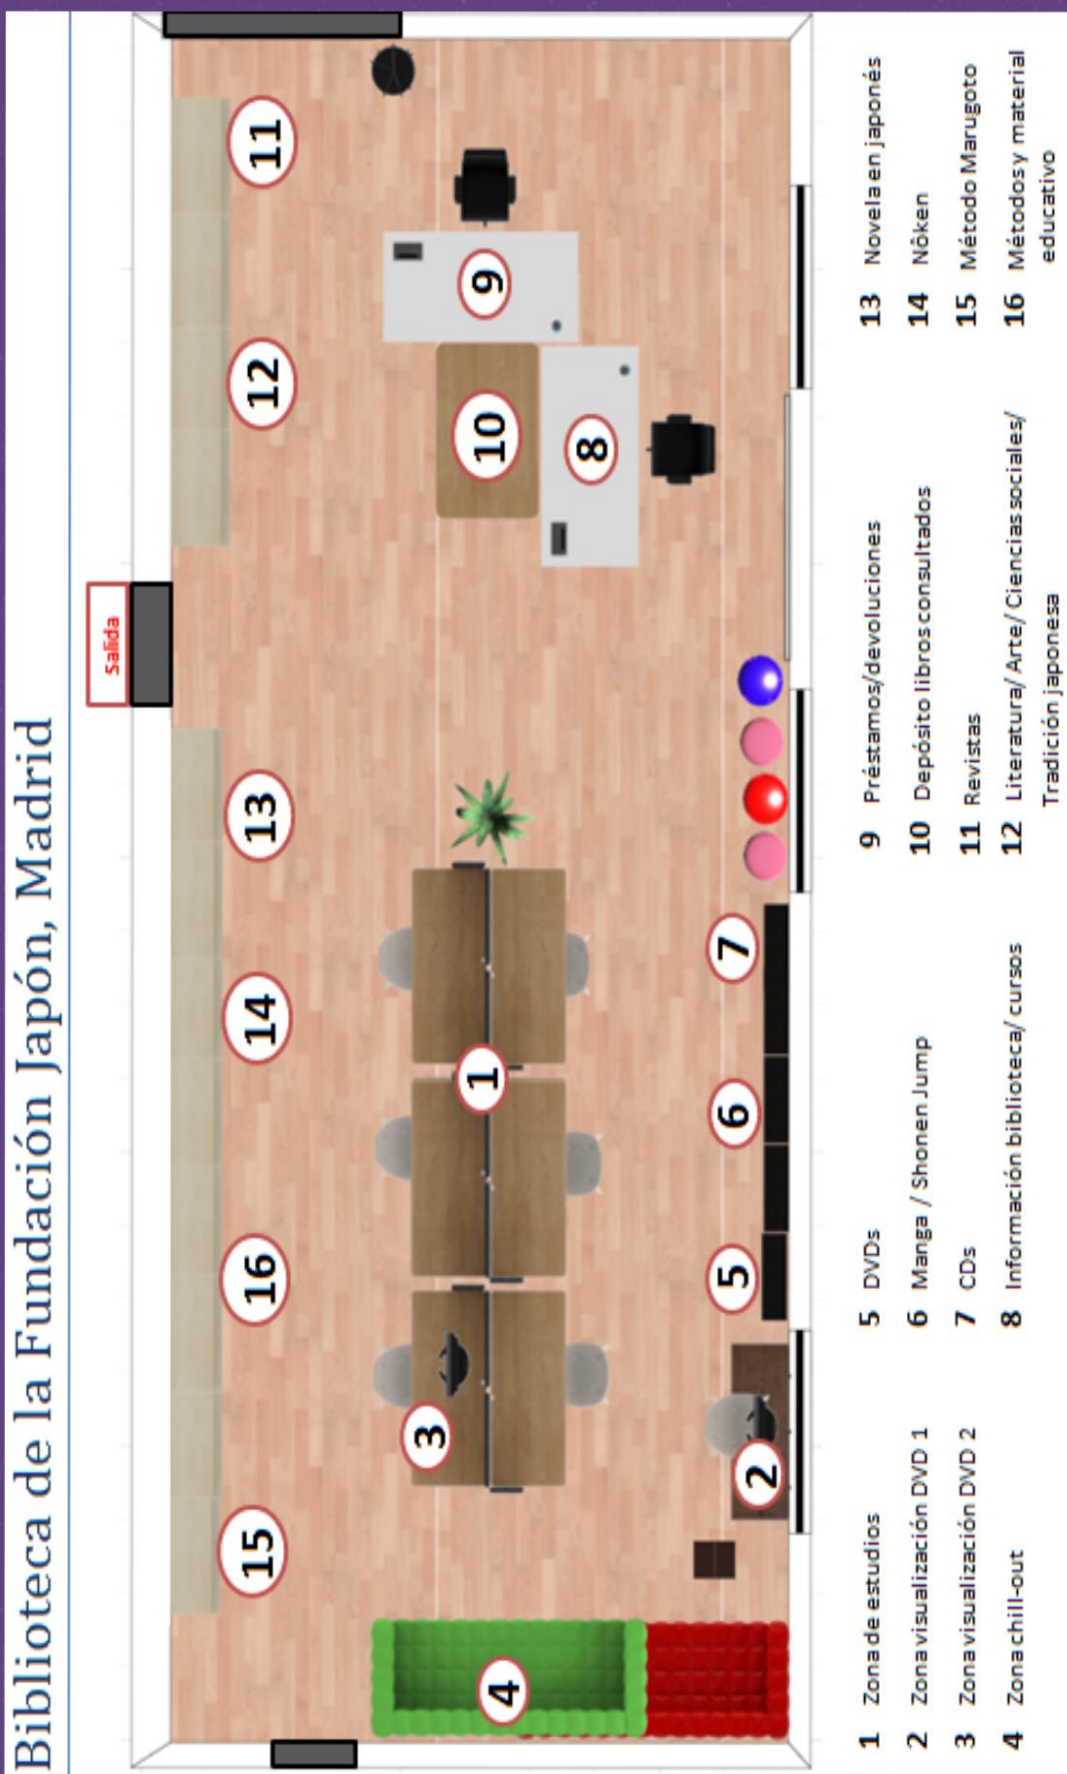 Biblioteca de la Fundación Japón, Madrid
Salida
15
16
14
13
12
11
3
1
10
9
8
4
2
5
6
7
1 Zona de estudios
2 Zona visualización DVD 1
3 Zona visualización DVD 2
4 Zona chill-out
5 DVDs
6 Manga / Shonen Jump
7 CDs
8 Información biblioteca/ cursos
9 Préstamos/devoluciones
10 Depósito libros consultados
11 Revistas
12 Literatura/ Arte/ Ciencias sociales/
Tradición japonesa
13 Novela en japonés
14 Nôken
15 Método Marugoto
16 Métodos y material
educativo